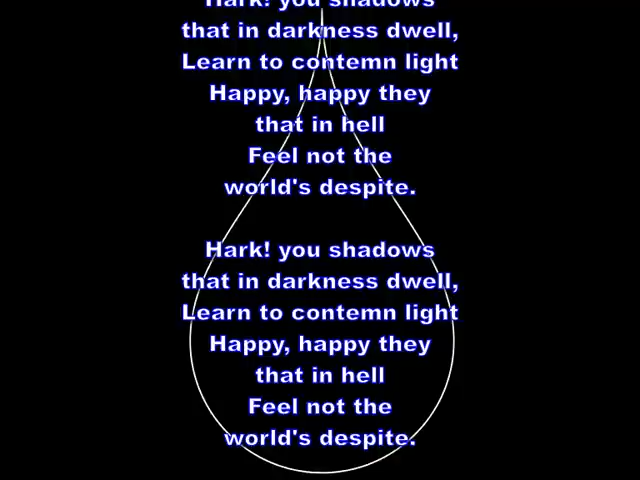 Hark! you shadows
that in darkness dwell,
Learn to contemn light
Happy, happy they
that in hell
Feel not the
world's despite.
Hark! you shadows
that in darkness dwell,
Learn to contemn light
Happy, happy they
that in hell
Feel not the
world's despite.